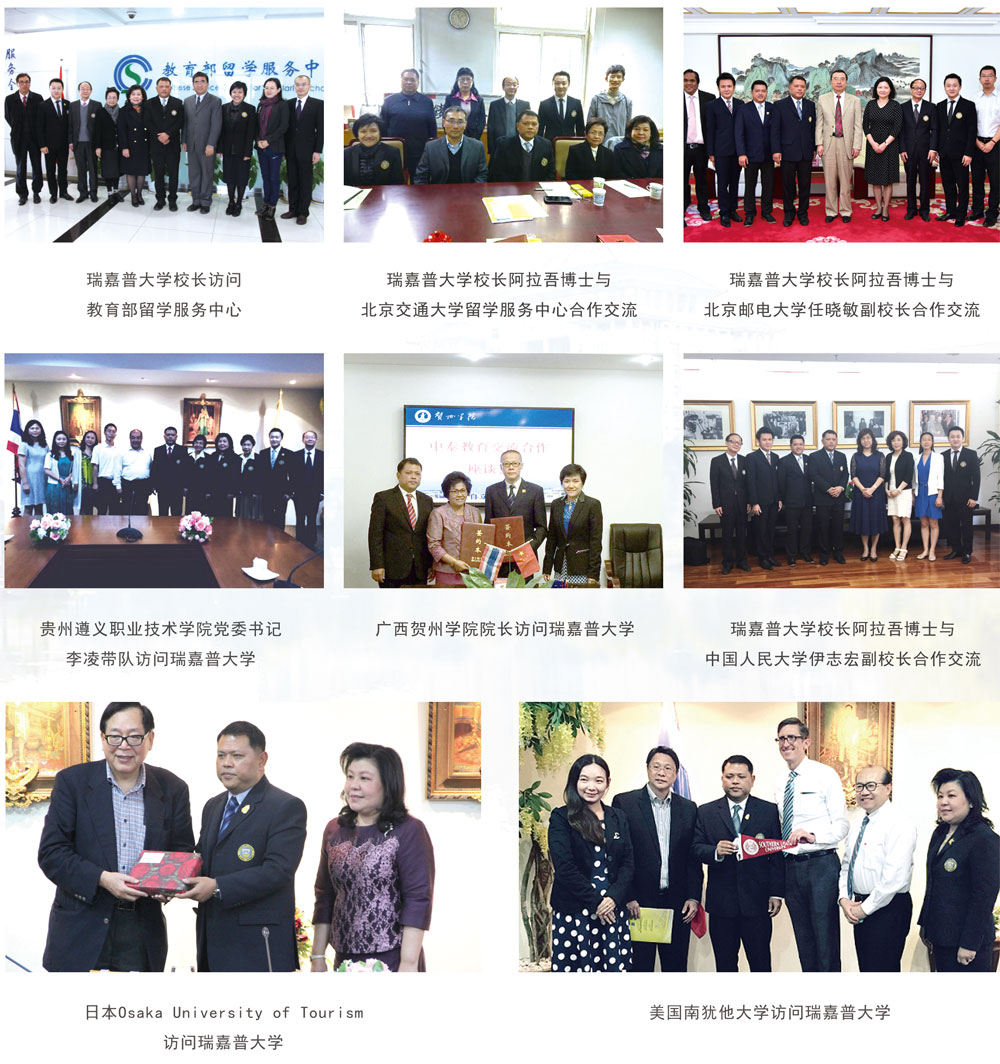 教育部留学服务中
瑞嘉普大学校长访问
教育部留学服务中心
瑞嘉普大学校长阿拉吾博士与
北京交通大学留学服务中心合作交流
瑞嘉普大学校长阿拉吾博士与
北京邮电大学任晓敏副校长合作交流
贺州学院
中泰教育交流合作
座谈
签约本
签约本
贵州遵义职业技术学院党委书记
李凌带队访问瑞嘉普大学
广西贺州学院院长访问瑞嘉普大学
瑞嘉普大学校长阿拉吾博士与
中国人民大学伊志宏副校长合作交流
SOUTHERN UTAH
UNIVERSITY
日本Osaka University of Tourism
访问瑞嘉普大学
美国南犹他大学访问瑞嘉普大学